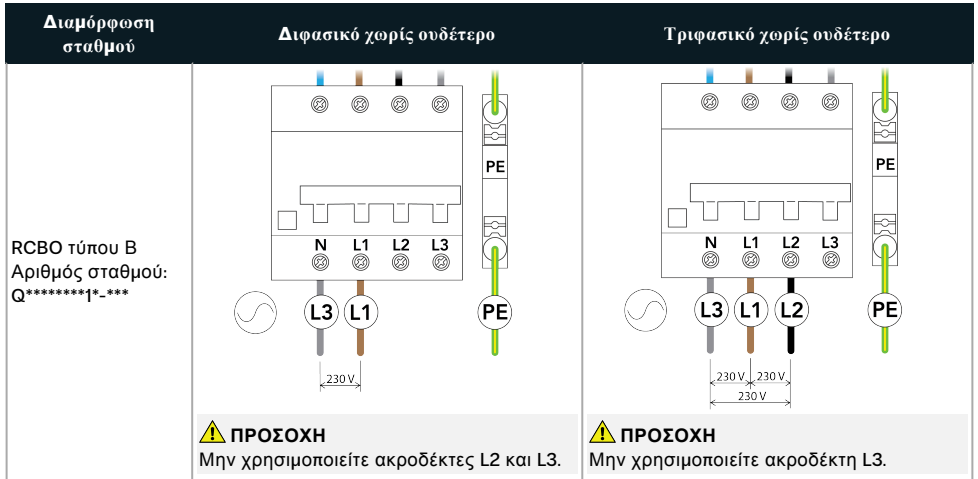 Διαμόρφωση
σταθμού
Διφασικό χωρίς ουδέτερο
Τριφασικό χωρίς ουδέτερο
RCBO τύπου B
Αριθμός σταθμού:
Q********1*-***
PE
N L1 L2 L3
L3 L1 PE
230 V
ΠΡΟΣΟΧΗ
Μην χρησιμοποιείτε ακροδέκτες L2 και L3.
PE
N L1 L2 L3
L3 L1 L2 PE
230 V 230 V
230 V
ΠΡΟΣΟΧΗ
Μην χρησιμοποιείτε ακροδέκτη L3.